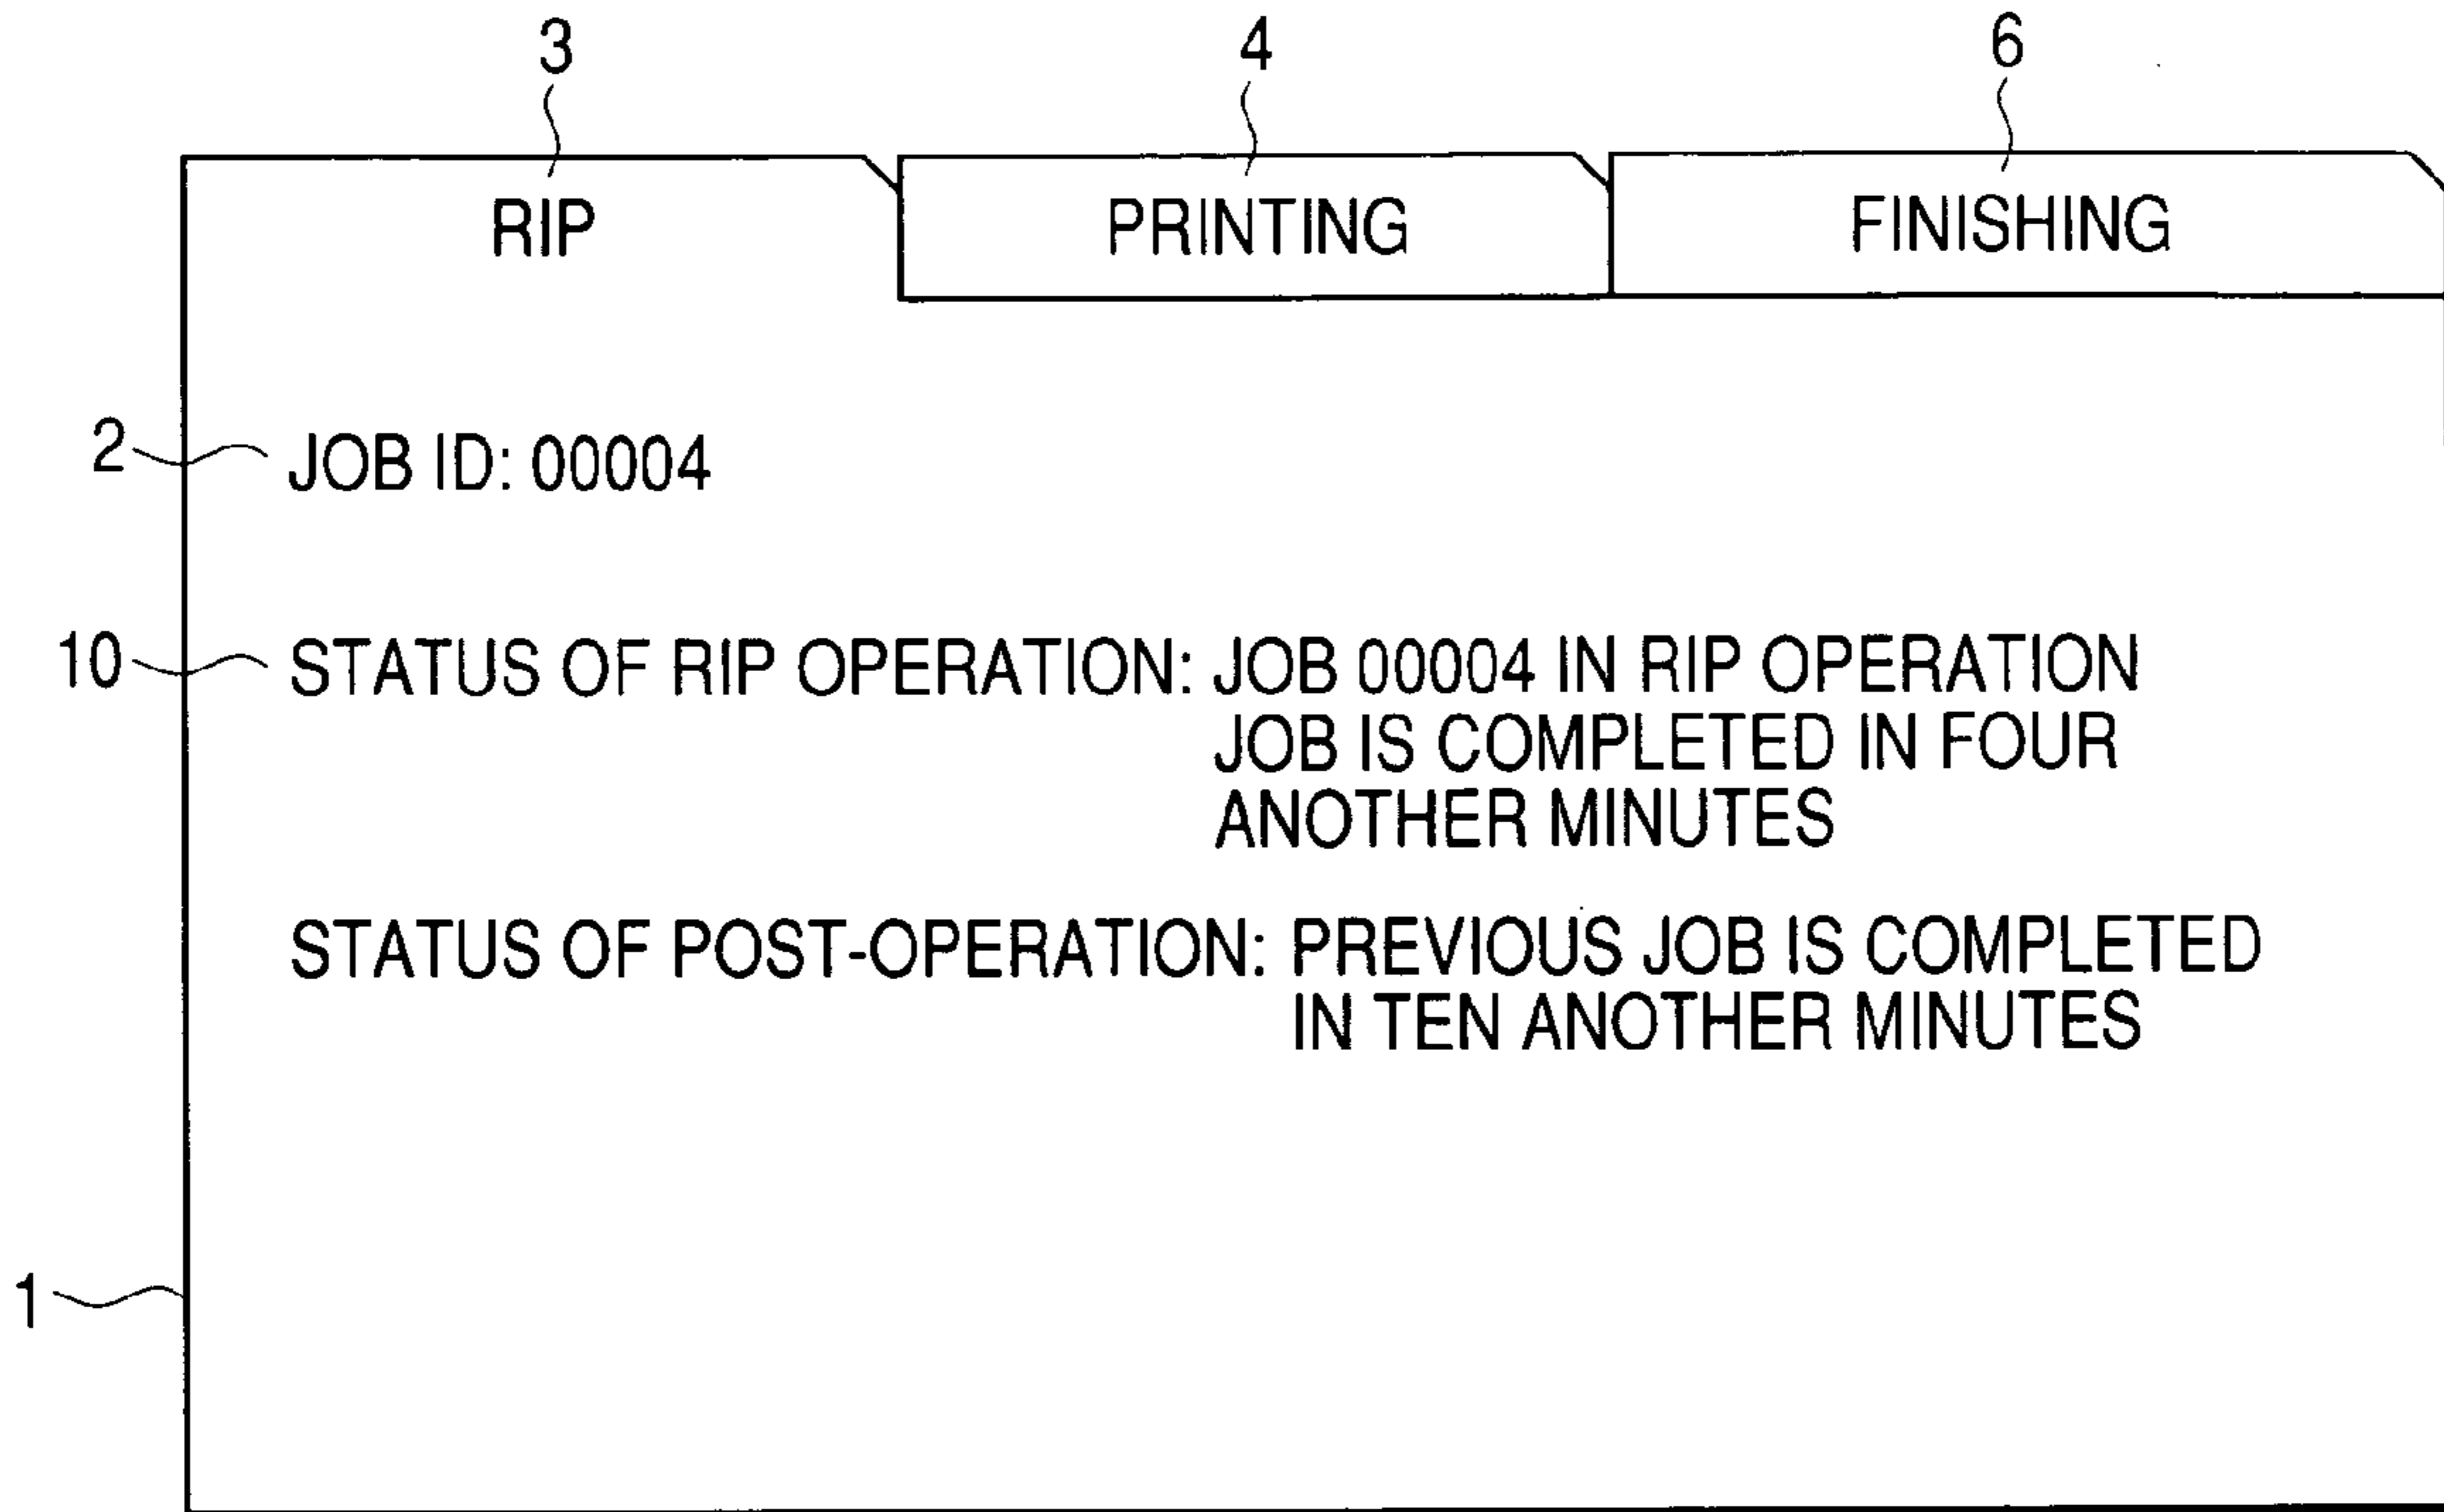 3 4 6
RIP PRINTING FINISHING
2 JOB ID: 00004
10 STATUS OF RIP OPERATION: JOB 00004 IN RIP OPERATION
JOB IS COMPLETED IN FOUR
ANOTHER MINUTES
STATUS OF POST-OPERATION: PREVIOUS JOB IS COMPLETED
IN TEN ANOTHER MINUTES
1